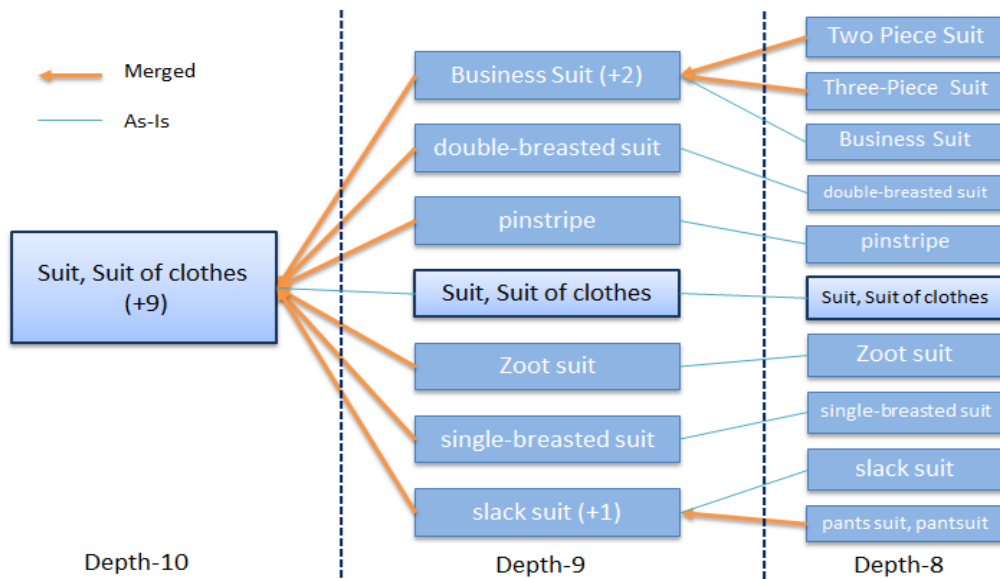 Merged
As-Is
Suit, Suit of clothes
(+9)
Depth-10
Business Suit (+2)
double-breasted suit
pinstripe
Suit, Suit of clothes
Zoot suit
single-breasted suit
slack suit (+1)
Depth-9
Two Piece Suit
Three-Piece Suit
Business Suit
double-breasted suit
pinstripe
Suit, Suit of clothes
Zoot suit
single-breasted suit
slack suit
pants suit, pantsuit
Depth-8